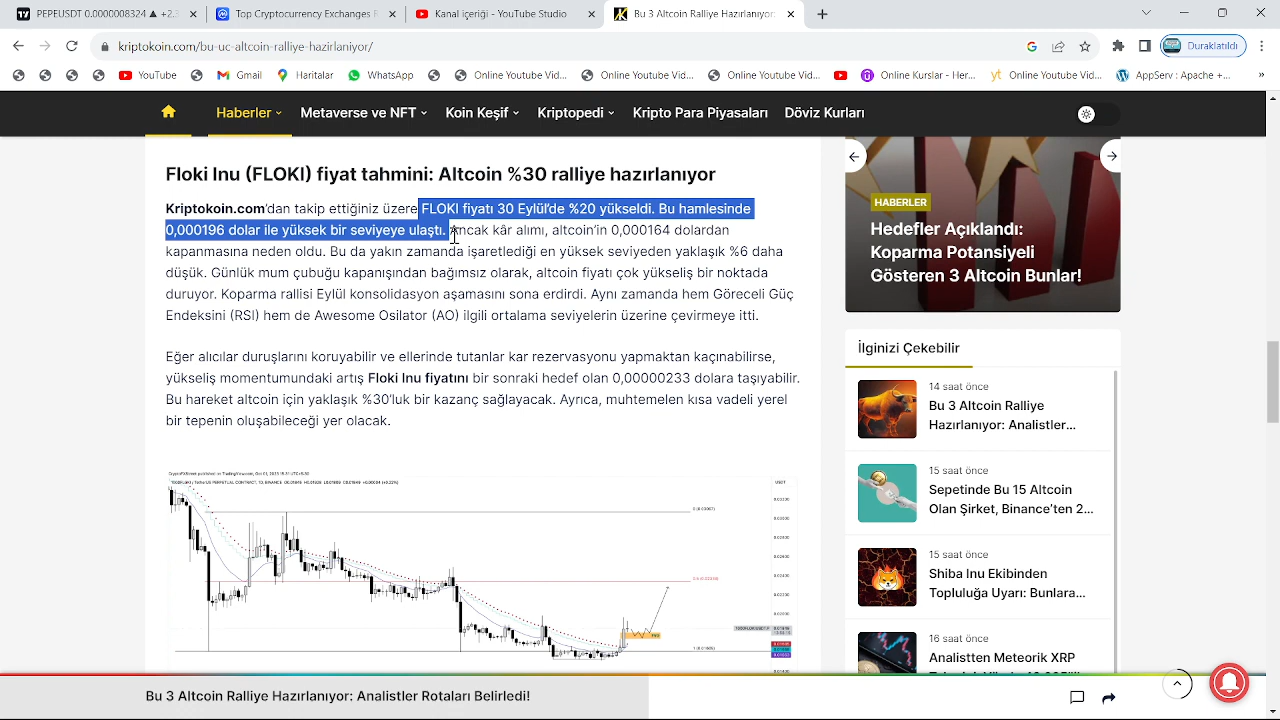 PEPEUSDT 0.00000008324 ▲ +2.3
Top Cryptocurrency Exchanges F
Kanal İçeriği - YouTube Studio
Bu 3 Altcoin Ralliye Hazırlanıyor:
kriptokoin.com/bu-uc-altcoin-rallye-hazirlaniyor/
Duraklatıldı
YouTube
Gmail
Haritalar
WhatsApp
Online Youtube Vid...
Online Youtube Vid...
Online Youtube Vid...
Online Kurslar - Her...
Online Youtube Vid...
AppServ : Apache +...
Haberler
Metaverse ve NFT
Koin Keşif
Kriptopedi
Kripto Para Piyasaları
Döviz Kurları
Floki Inu (FLOKI) fiyat tahmini: Altcoin %30 ralliye hazırlanıyor
Kriptokoin.com'dan takip ettiğiniz üzere FLOKI fiyatı 30 Eylül'de %20 yükseldi. Bu hamlesinde
0,000196 dolar ile yüksek bir seviyeye ulaştı. Ancak kâr alımı, altcoin'in 0,000164 dolardan
kapanmasına neden oldu. Bu da yakın zamanda işaretlediği en yüksek seviyeden yaklaşık %6 daha
düşük. Günlük mum çubuğu kapanışından bağımsız olarak, altcoin fiyatı çok yükseliş bir noktada
duruyor. Koparma rallisi Eylül konsolidasyon aşamasını sona erdirdi. Aynı zamanda hem Göreceli Güç
Endeksini (RSI) hem de Awesome Osilatör (AO) ilgili ortalama seviyelerin üzerine çevirmeye itti.
Eğer alıcılar duruşlarını koruyabilir ve ellerinde tutanlar kar rezervasyonu yapmaktan kaçınabilirse,
yükseliş momentumundaki artış Floki Inu fiyatını bir sonraki hedef olan 0,00000233 dolara taşıyabilir.
Bu hareket altcoin için yaklaşık %30'luk bir kazanç sağlayacak. Ayrıca, muhtemelen kısa vadeli yerel
bir tepenin oluşabileceği yer olacak.
USDT
HABERLER
Hedefler Açıklandı:
Koparma Potansiyeli
Gösteren 3 Altcoin Bunlar!
İlginizi Çekebilir
14 saat önce
Bu 3 Altcoin Ralliye
Hazırlanıyor: Analistler...
15 saat önce
Sepetinde Bu 15 Altcoin
Olan Şirket, Binance'ten 2...
15 saat önce
Shiba Inu Ekibinden
Topluluğa Uyarı: Bunlara...
16 saat önce
Analistten Meteorik XRP
Bu 3 Altcoin Ralliye Hazırlanıyor: Analistler Rotaları Belirledi!